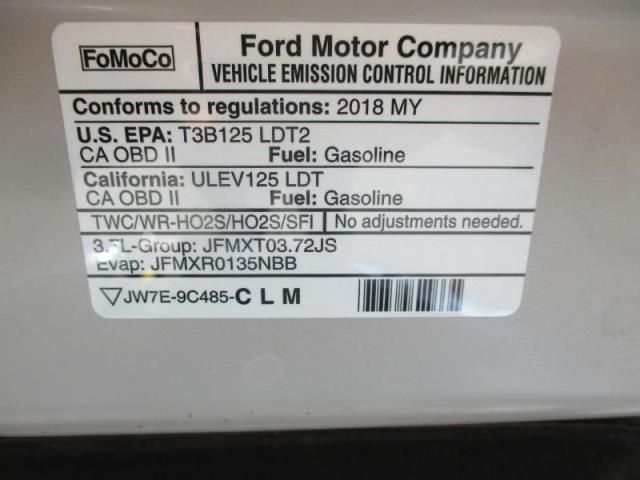 FoMoCo
Ford Motor Company
VEHICLE EMISSION CONTROL INFORMATION
Conforms to regulations: 2018 MY
U.S. EPA: T3B125 LDT2
CA OBD II Fuel: Gasoline
California: ULEV125 LDT
CA OBD II Fuel: Gasoline
TWC/WR-HO2S/HO2S/SFI No adjustments needed.
3.7L-Group: JFMXT03.72JS
Evap: JFMXR0135NBB
JW7E-9C485-C L M